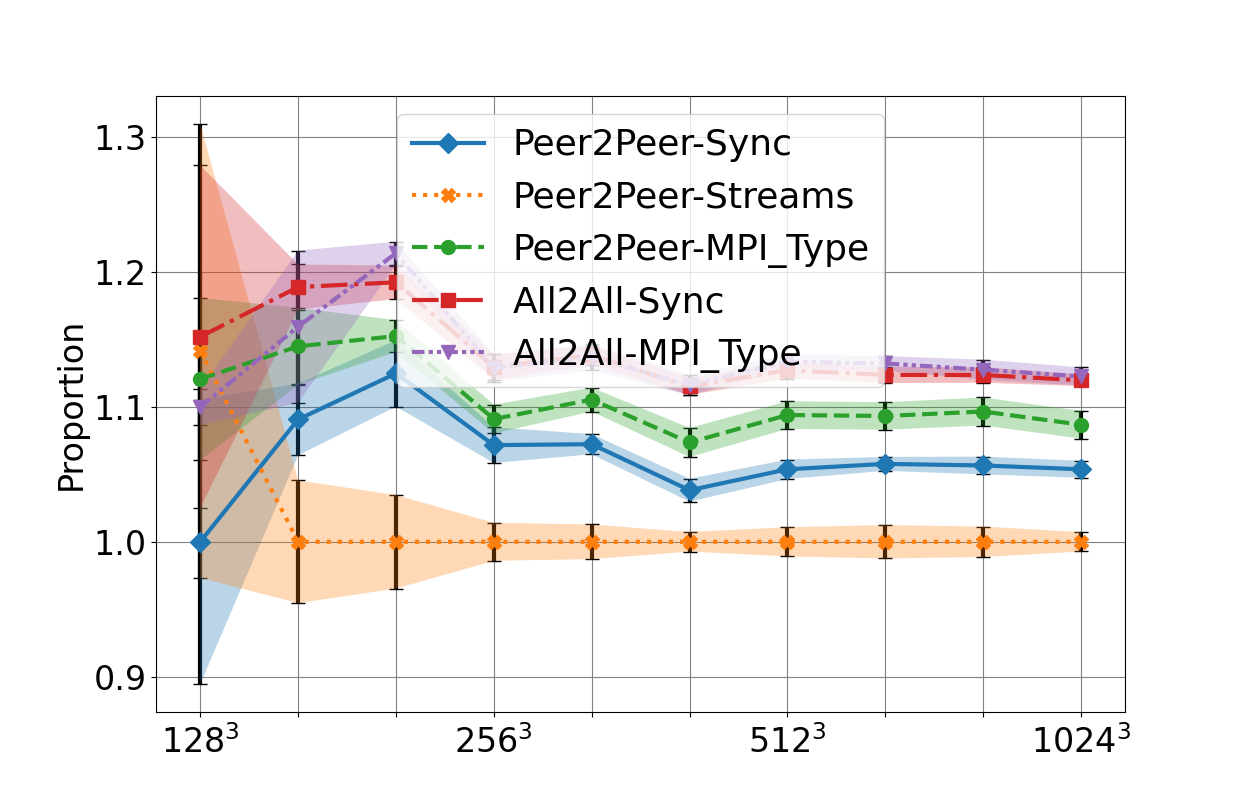 Proportion
1.3
1.2
1.1
1.0
0.9
Peer2Peer-Sync
Peer2Peer-Streams
Peer2Peer-MPI_Type
All2All-Sync
All2All-MPI_Type
128³ 256³ 512³ 1024³